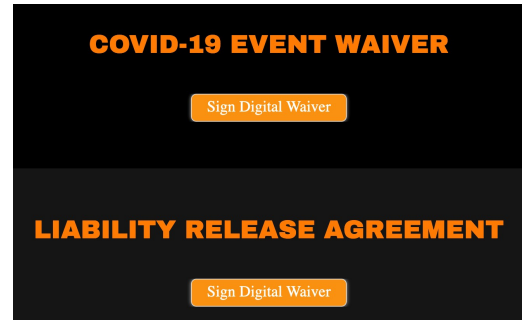 COVID-19 EVENT WAIVER
Sign Digital Waiver
LIABILITY RELEASE AGREEMENT
Sign Digital Waiver